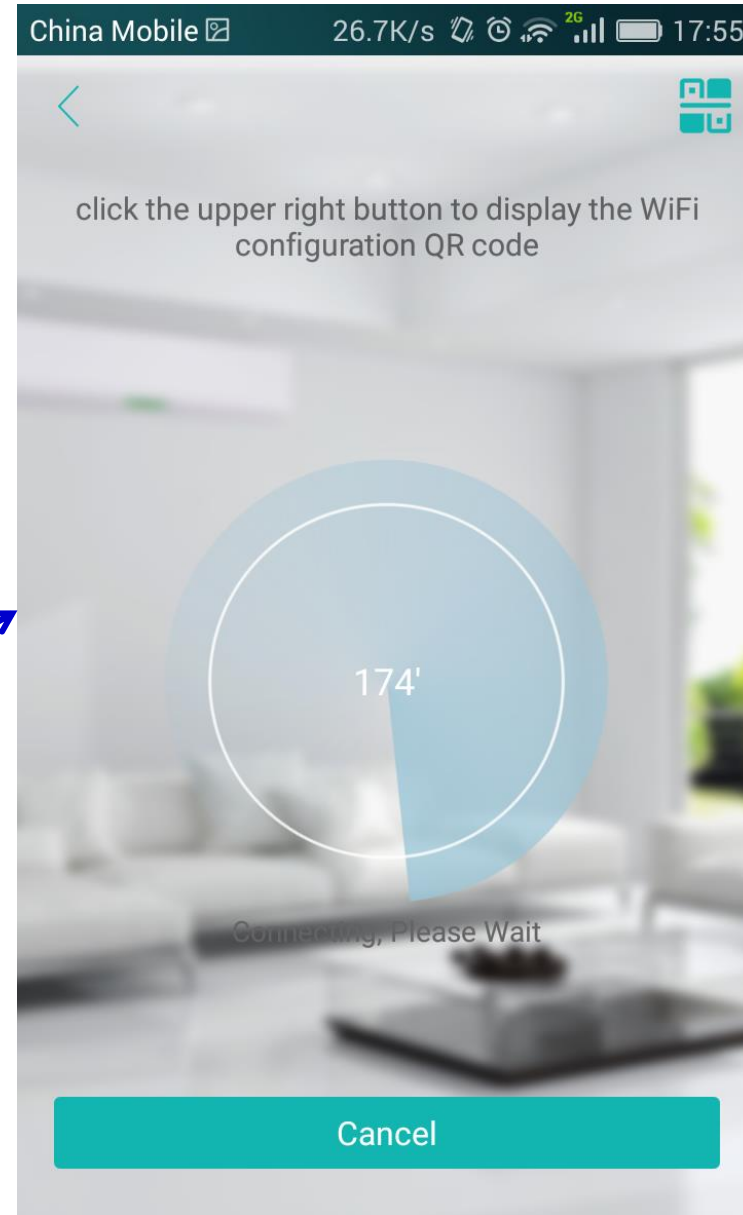 China Mobile 26.7K/s 2G 17:55
click the upper right button to display the WiFi
configuration QR code
174'
Connecting, Please Wait
Cancel